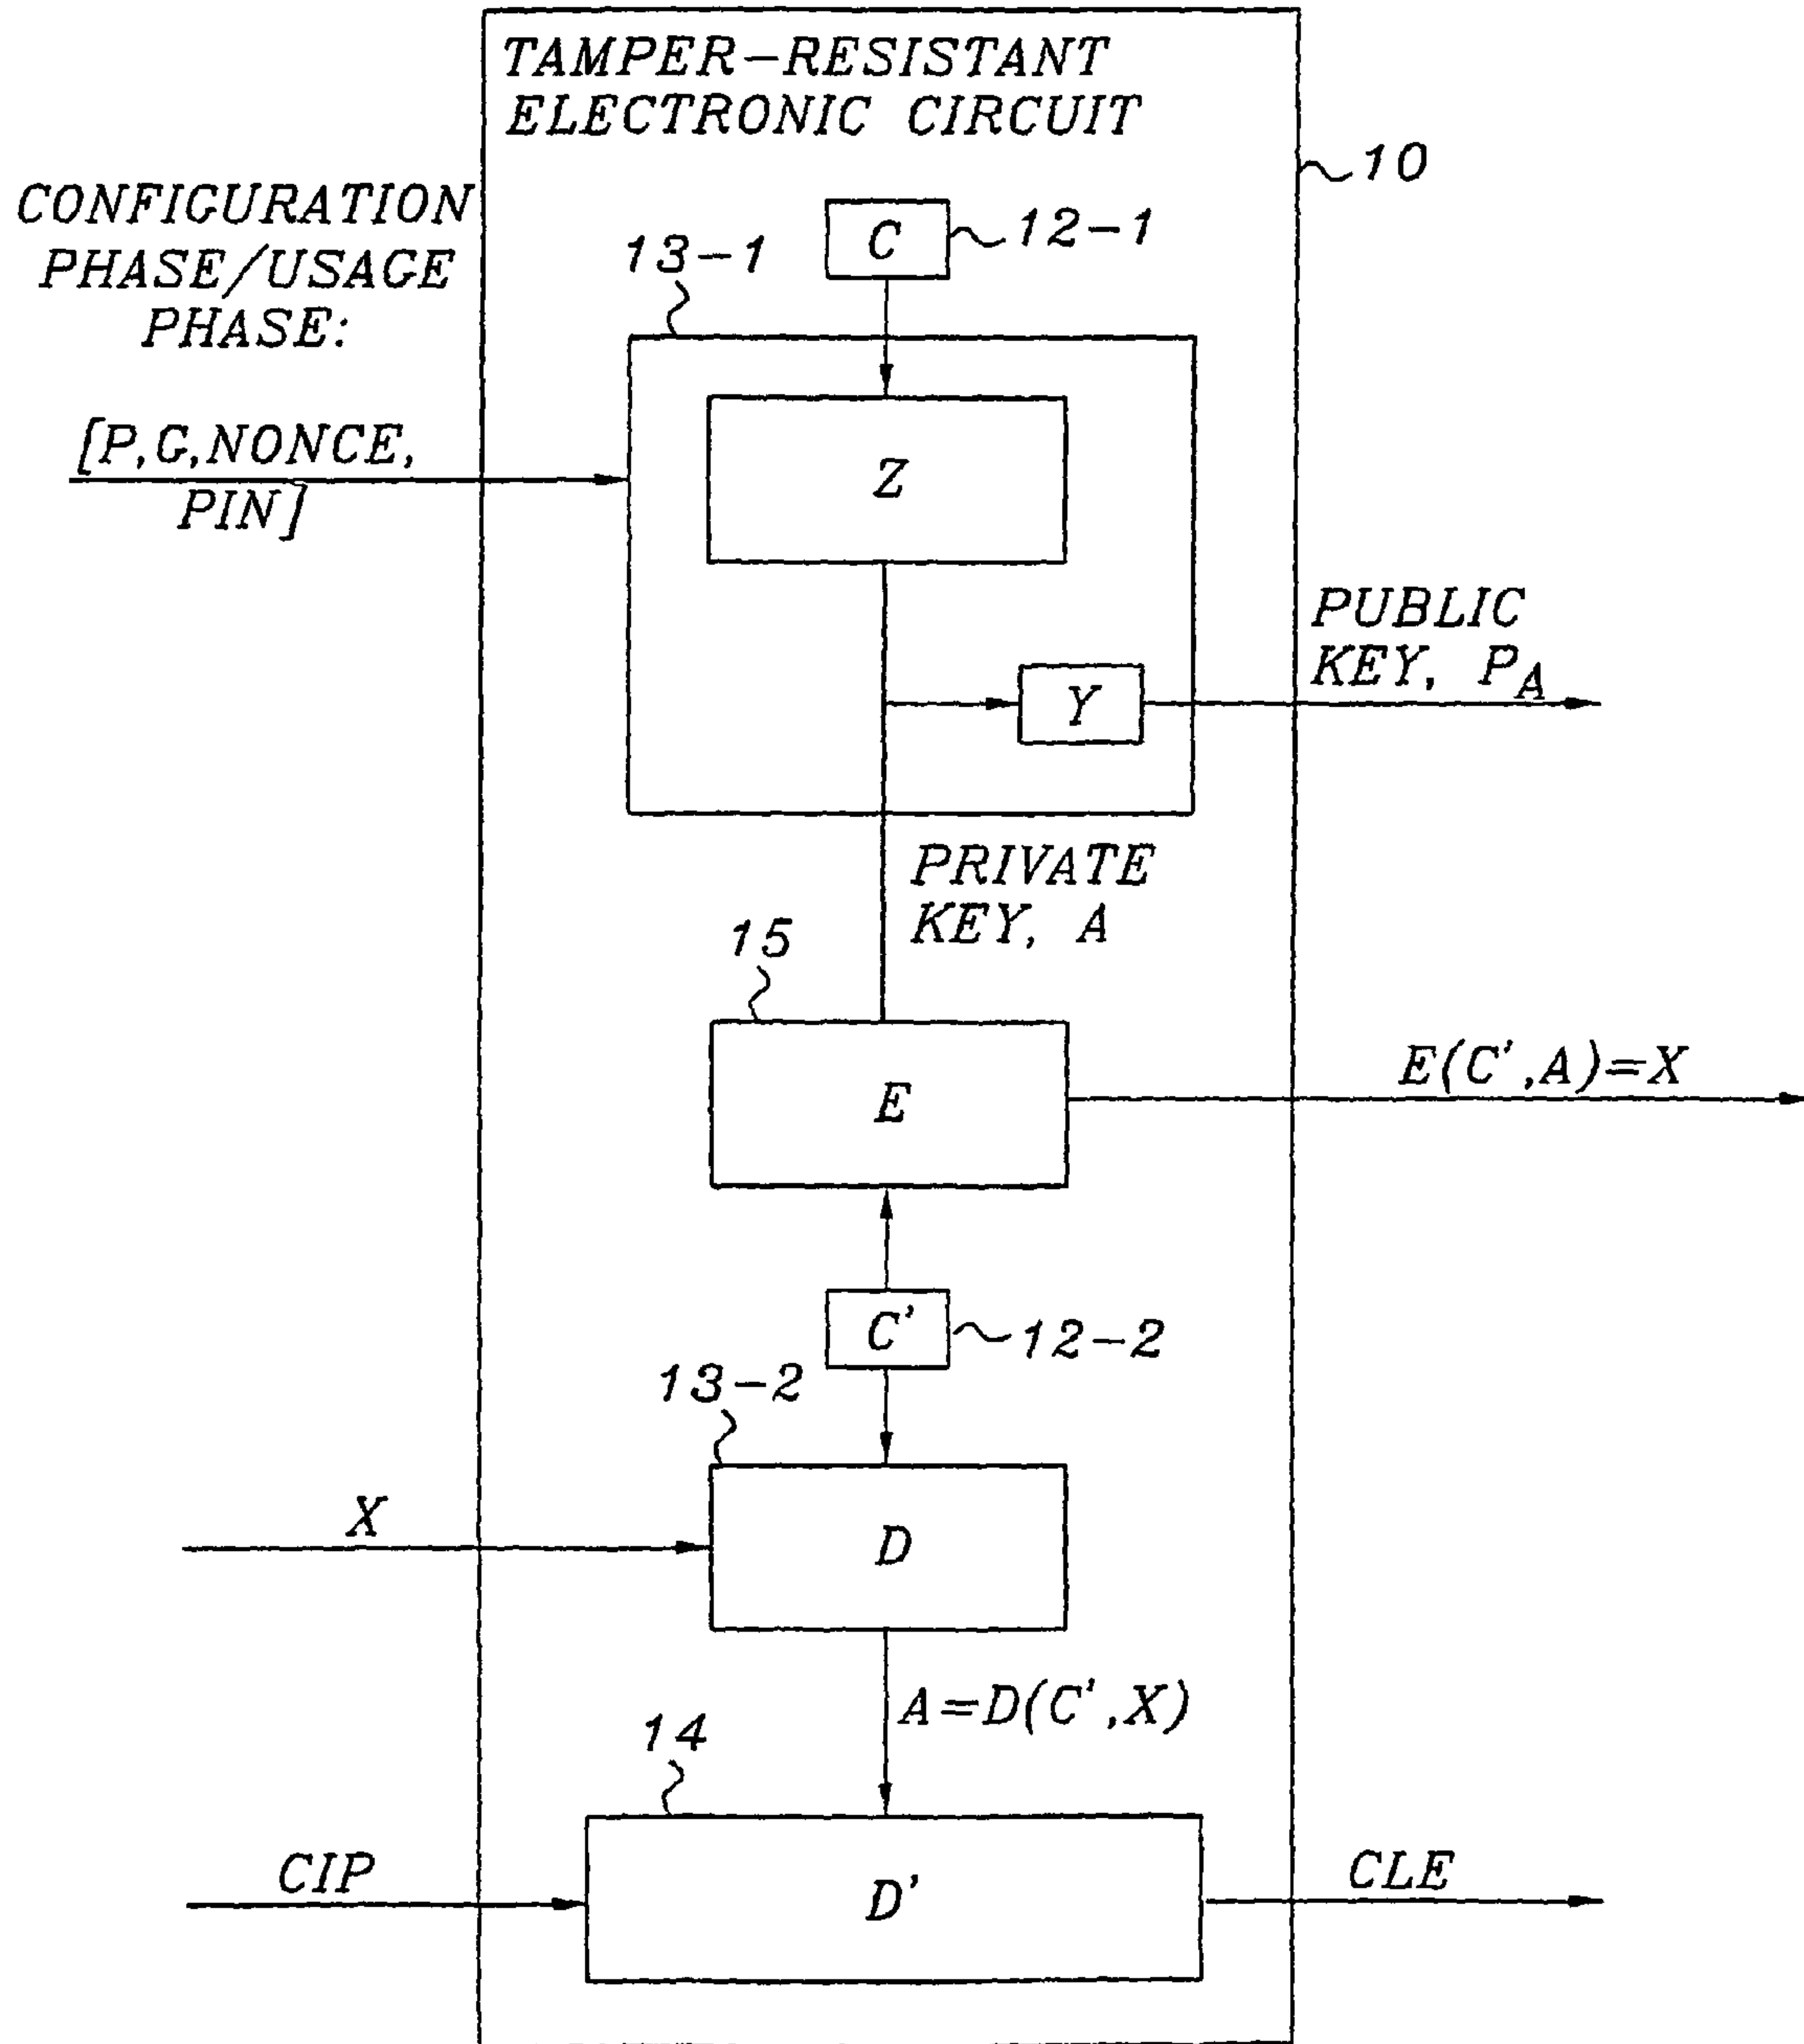 TAMPER-RESISTANT
ELECTRONIC CIRCUIT
10
CONFIGURATION
PHASE/USAGE
PHASE:
C
12-1
13-1
[P,G,NONCE,
PIN]
Z
PUBLIC
KEY, PA
Y
PRIVATE
KEY, A
15
E
E(C',A)=X
C'
12-2
13-2
X
D
A=D(C',X)
14
CIP
D'
CLE